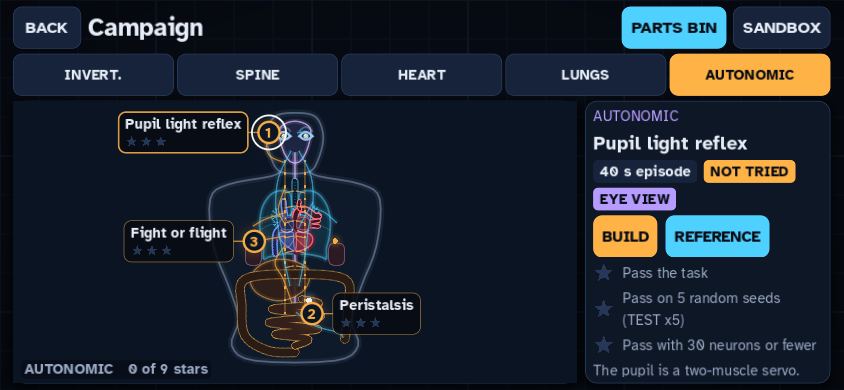 BACK
Campaign
PARTS BIN
SANDBOX
INVERT.
SPINE
HEART
LUNGS
AUTONOMIC
Pupil light reflex
1
Fight or flight
3
Peristalsis
2
AUTONOMIC 0 of 9 stars
AUTONOMIC
Pupil light reflex
40 s episode
NOT TRIED
EYE VIEW
BUILD
REFERENCE
Pass the task
Pass on 5 random seeds
(TEST x5)
Pass with 30 neurons or fewer
The pupil is a two-muscle servo.